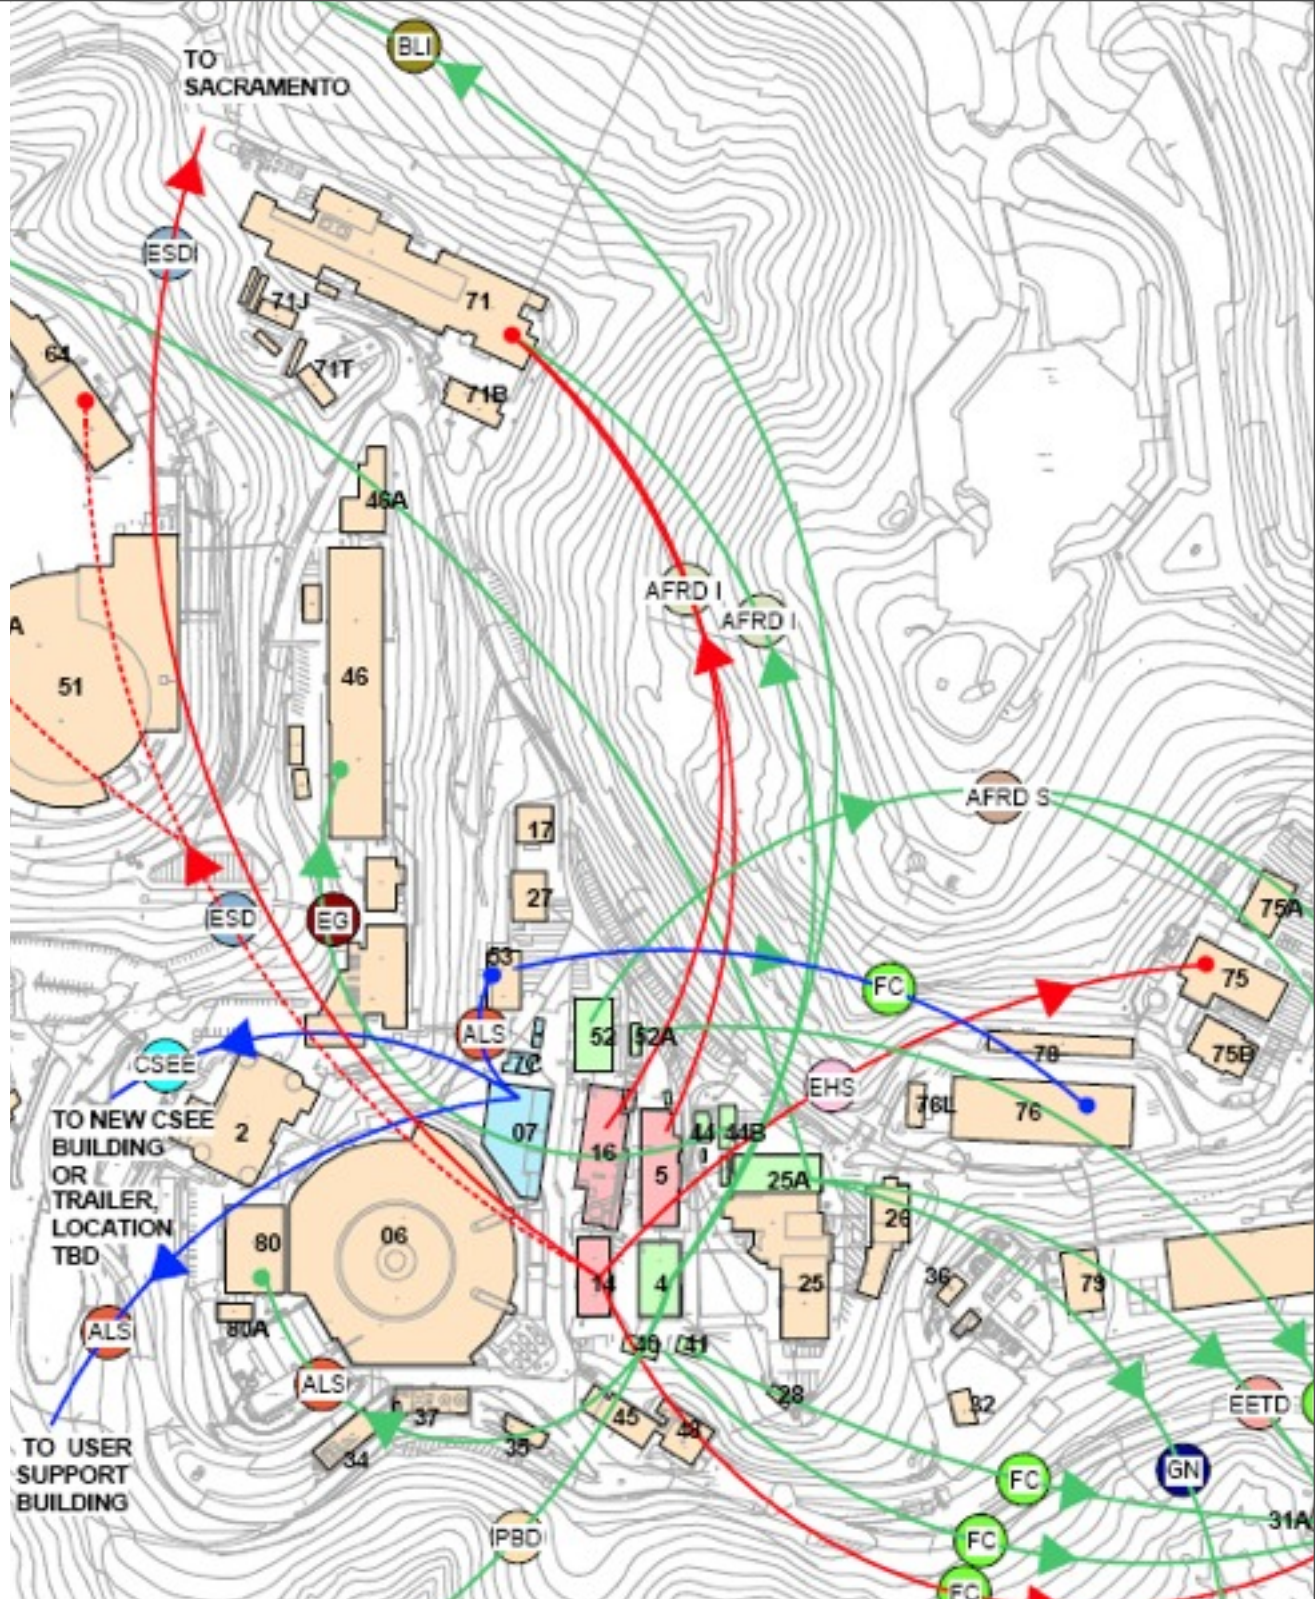 BLI
TO
SACRAMENTO
ESD
71J
71
64
71T
71B
46A
AFRD I
AFRD I
A
46
51
AFRD S
17
27
75A
ESD
EG
53
FC
75
ALS
52
52A
7C
78
75B
CSEE
EHS
76L
76
TO NEW CSEE
BUILDING
OR
TRAILER,
LOCATION
TBD
2
07
16
44
44B
5
25A
26
80
06
14
4
25
36
79
80A
ALS
40
41
ALS
28
32
EETD
37
45
48
35
34
TO USER
SUPPORT
BUILDING
FC
GN
31A
PBD
FC
FC